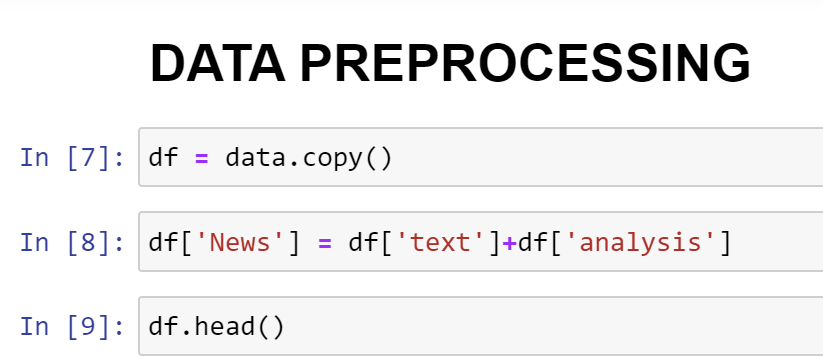 DATA PREPROCESSING
In [7]: df = data.copy()
In [8]: df['News'] = df['text']+df['analysis']
In [9]: df.head()